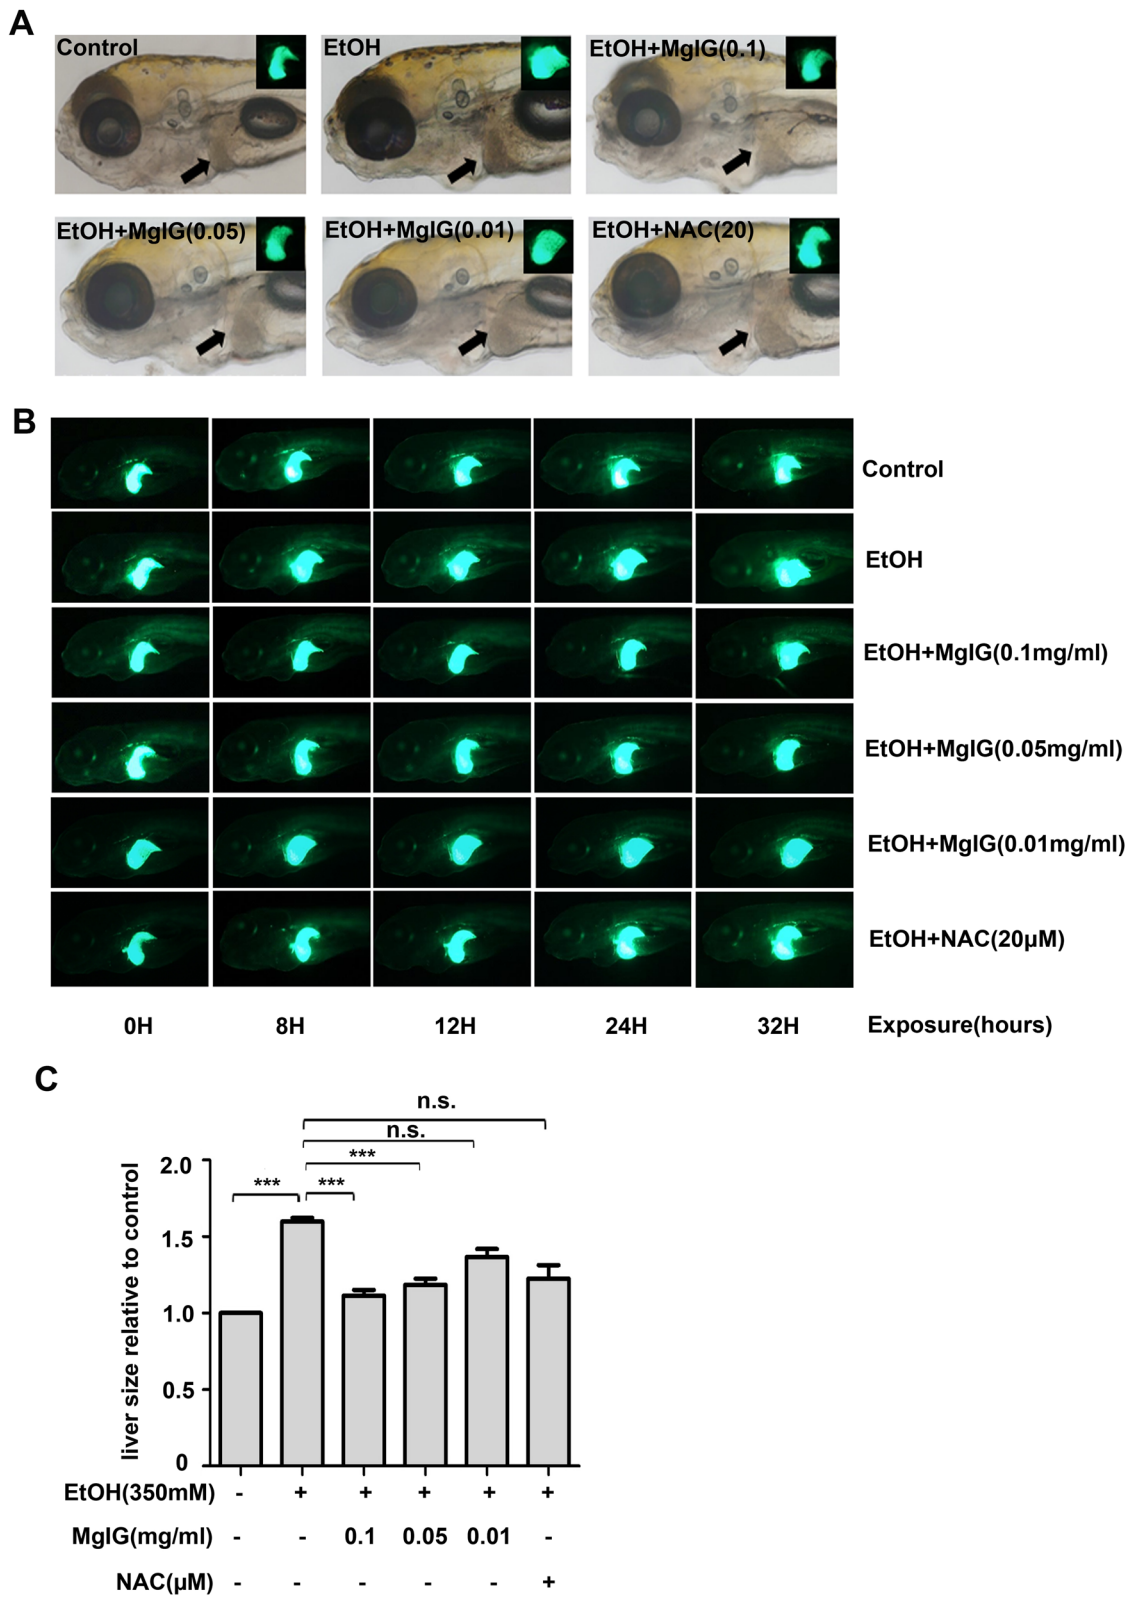 A
Control
EtOH
EtOH+MgIG(0.1)
EtOH+MgIG(0.05)
EtOH+MgIG(0.01)
EtOH+NAC(20)
B
Control
EtOH
EtOH+MgIG(0.1mg/ml)
EtOH+MgIG(0.05mg/ml)
EtOH+MgIG(0.01mg/ml)
EtOH+NAC(20μM)
0H 8H 12H 24H 32H Exposure(hours)
C
n.s.
n.s.
***
*** ***
liver size relative to control
2.0
1.5
1.0
0.5
0
EtOH(350mM) - + + + + +
MgIG(mg/ml) - - 0.1 0.05 0.01 -
NAC(μM) - - - - - +